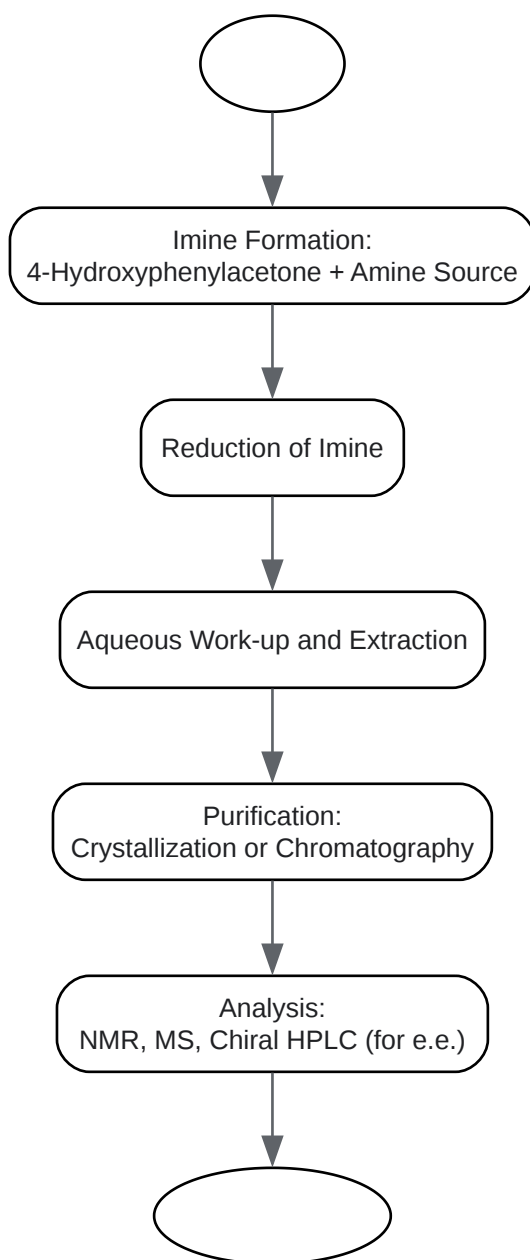 Imine Formation:
4-Hydroxyphenylacetone + Amine Source
Reduction of Imine
Aqueous Work-up and Extraction
Purification:
Crystallization or Chromatography
Analysis:
NMR, MS, Chiral HPLC (for e.e.)